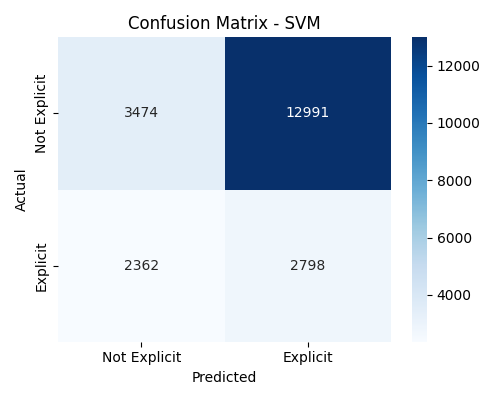 Confusion Matrix - SVM
Actual
Not Explicit
3474
12991
Explicit
2362
2798
Not Explicit
Explicit
Predicted
12000
10000
8000
6000
4000